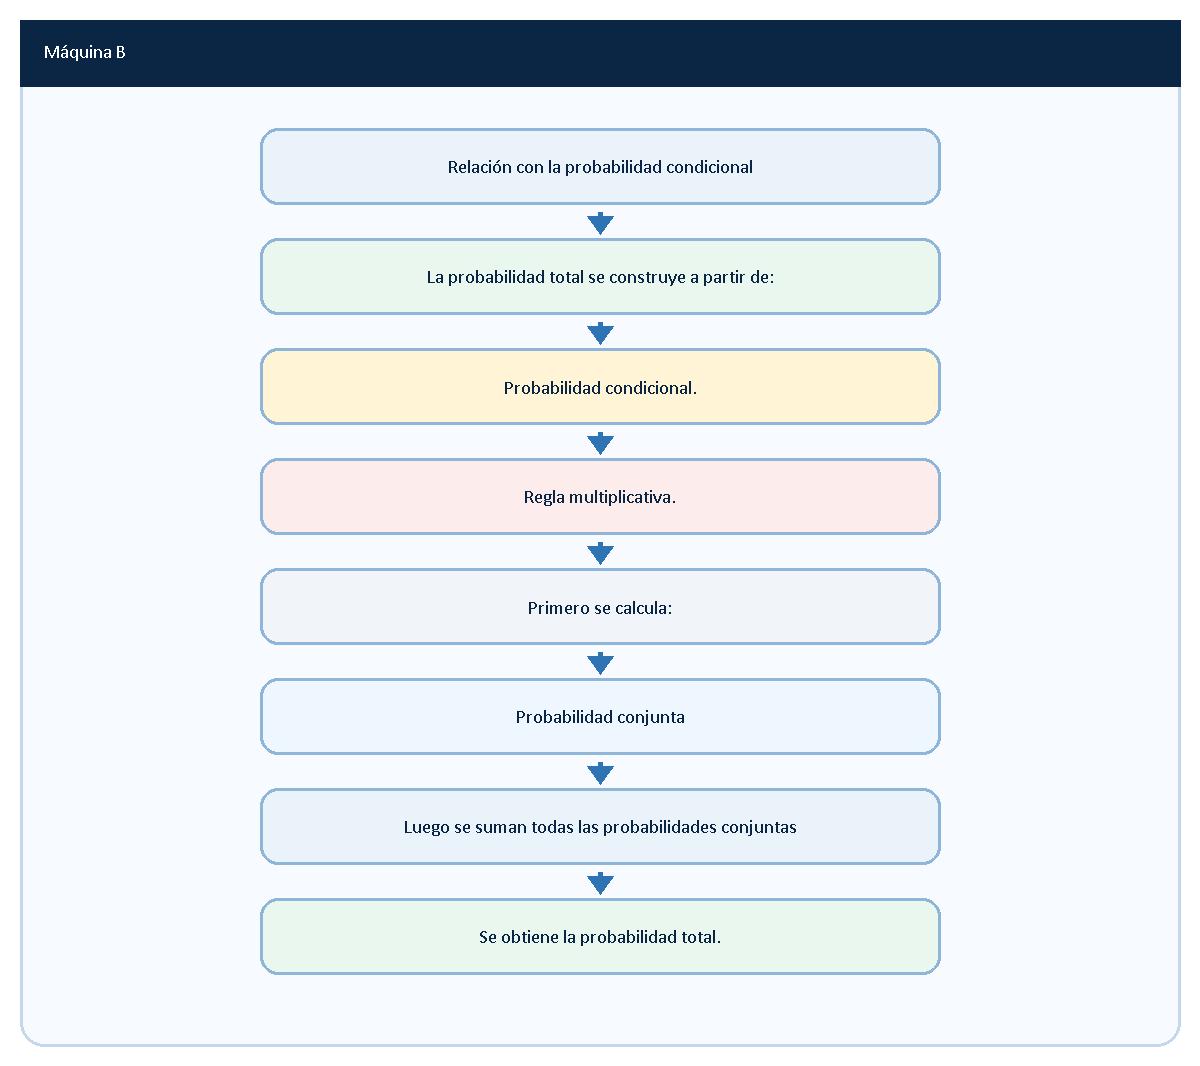 Máquina B
Relación con la probabilidad condicional
La probabilidad total se construye a partir de:
Probabilidad condicional.
Regla multiplicativa.
Primero se calcula:
Probabilidad conjunta
Luego se suman todas las probabilidades conjuntas
Se obtiene la probabilidad total.